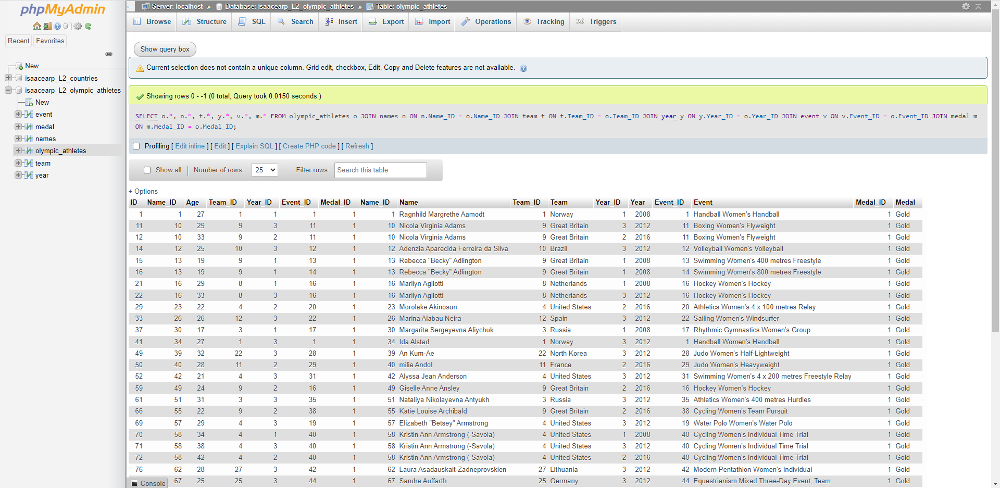 phpMyAdmin
Recent Favorites
New
isaacearp_L2_countries
isaacearp_L2_olympic_athletes
New
event
medal
names
olympic_athletes
team
year
Server: localhost » Database: isaacearp_L2_olympic_athletes » Table: olympic_athletes
Browse Structure SQL Search Insert Export Import Operations Tracking Triggers
Show query box
Current selection does not contain a unique column. Grid edit, checkbox, Edit, Copy and Delete features are not available.
Showing rows 0 - -1 (0 total, Query took 0.0150 seconds.)
SELECT o.*, n.*, t.*, y.*, v.*, m.* FROM olympic_athletes o JOIN names n ON n.Name_ID = o.Name_ID JOIN team t ON t.Team_ID = o.Team_ID JOIN year y ON y.Year_ID = o.Year_ID JOIN event v ON v.Event_ID = o.Event_ID JOIN medal m
ON m.Medal_ID = o.Medal_ID;
Profiling [ Edit inline ] [ Edit ] [ Explain SQL ] [ Create PHP code ] [ Refresh ]
Show all Number of rows: 25 Filter rows: Search this table
+ Options
ID Name_ID Age Team_ID Year_ID Event_ID Medal_ID Name_ID Name Team_ID Team Year_ID Year Event_ID Event Medal_ID Medal
1 1 27 1 1 1 1 1 Ragnhild Margrethe Aamodt 1 Norway 1 2008 1 Handball Women's Handball 1 Gold
11 10 29 9 3 11 1 10 Nicola Virginia Adams 9 Great Britain 3 2012 11 Boxing Women's Flyweight 1 Gold
12 10 33 9 2 11 1 10 Nicola Virginia Adams 9 Great Britain 2 2016 11 Boxing Women's Flyweight 1 Gold
14 12 25 10 3 12 1 12 Adenzia Aparecida Ferreira da Silva 10 Brazil 3 2012 12 Volleyball Women's Volleyball 1 Gold
15 13 19 9 1 13 1 13 Rebecca "Becky" Adlington 9 Great Britain 1 2008 13 Swimming Women's 400 metres Freestyle 1 Gold
16 13 19 9 1 14 1 13 Rebecca "Becky" Adlington 9 Great Britain 1 2008 14 Swimming Women's 800 metres Freestyle 1 Gold
21 16 29 8 1 16 1 16 Marilyn Agliotti 8 Netherlands 1 2008 16 Hockey Women's Hockey 1 Gold
22 16 33 8 3 16 1 16 Marilyn Agliotti 8 Netherlands 3 2012 16 Hockey Women's Hockey 1 Gold
29 23 22 4 2 20 1 23 Morolake Akinosun 4 United States 2 2016 20 Athletics Women's 4 x 100 metres Relay 1 Gold
33 26 26 12 3 22 1 26 Marina Alabau Neira 12 Spain 3 2012 22 Sailing Women's Windsurfer 1 Gold
37 30 17 3 1 17 1 30 Margarita Sergeyevna Aliychuk 3 Russia 1 2008 17 Rhythmic Gymnastics Women's Group 1 Gold
41 34 27 1 3 1 1 34 Ida Alstad 1 Norway 3 2012 1 Handball Women's Handball 1 Gold
49 39 32 22 3 28 1 39 An Kum-Ae 22 North Korea 3 2012 28 Judo Women's Half-Lightweight 1 Gold
50 40 28 11 2 29 1 40 milie Andol 11 France 2 2016 29 Judo Women's Heavyweight 1 Gold
52 42 21 4 3 31 1 42 Alyssa Jean Anderson 4 United States 3 2012 31 Swimming Women's 4 x 200 metres Freestyle Relay 1 Gold
59 49 24 9 2 16 1 49 Giselle Anne Ansley 9 Great Britain 2 2016 16 Hockey Women's Hockey 1 Gold
61 51 31 3 3 35 1 51 Nataliya Nikolayevna Antyukh 3 Russia 3 2012 35 Athletics Women's 400 metres Hurdles 1 Gold
66 55 22 9 2 38 1 55 Katie Louise Archibald 9 Great Britain 2 2016 38 Cycling Women's Team Pursuit 1 Gold
69 57 29 4 3 19 1 57 Elizabeth "Betsey" Armstrong 4 United States 3 2012 19 Water Polo Women's Water Polo 1 Gold
70 58 34 4 1 40 1 58 Kristin Ann Armstrong (-Savola) 4 United States 1 2008 40 Cycling Women's Individual Time Trial 1 Gold
71 58 38 4 3 40 1 58 Kristin Ann Armstrong (-Savola) 4 United States 3 2012 40 Cycling Women's Individual Time Trial 1 Gold
72 58 42 4 2 40 1 58 Kristin Ann Armstrong (-Savola) 4 United States 2 2016 40 Cycling Women's Individual Time Trial 1 Gold
76 62 28 27 3 42 1 62 Laura Asadauskait-Zadneprovskien 27 Lithuania 3 2012 42 Modern Pentathlon Women's Individual 1 Gold
Console 67 25 25 3 44 1 67 Sandra Auffarth 25 Germany 3 2012 44 Equestrianism Mixed Three-Day Event, Team 1 Gold